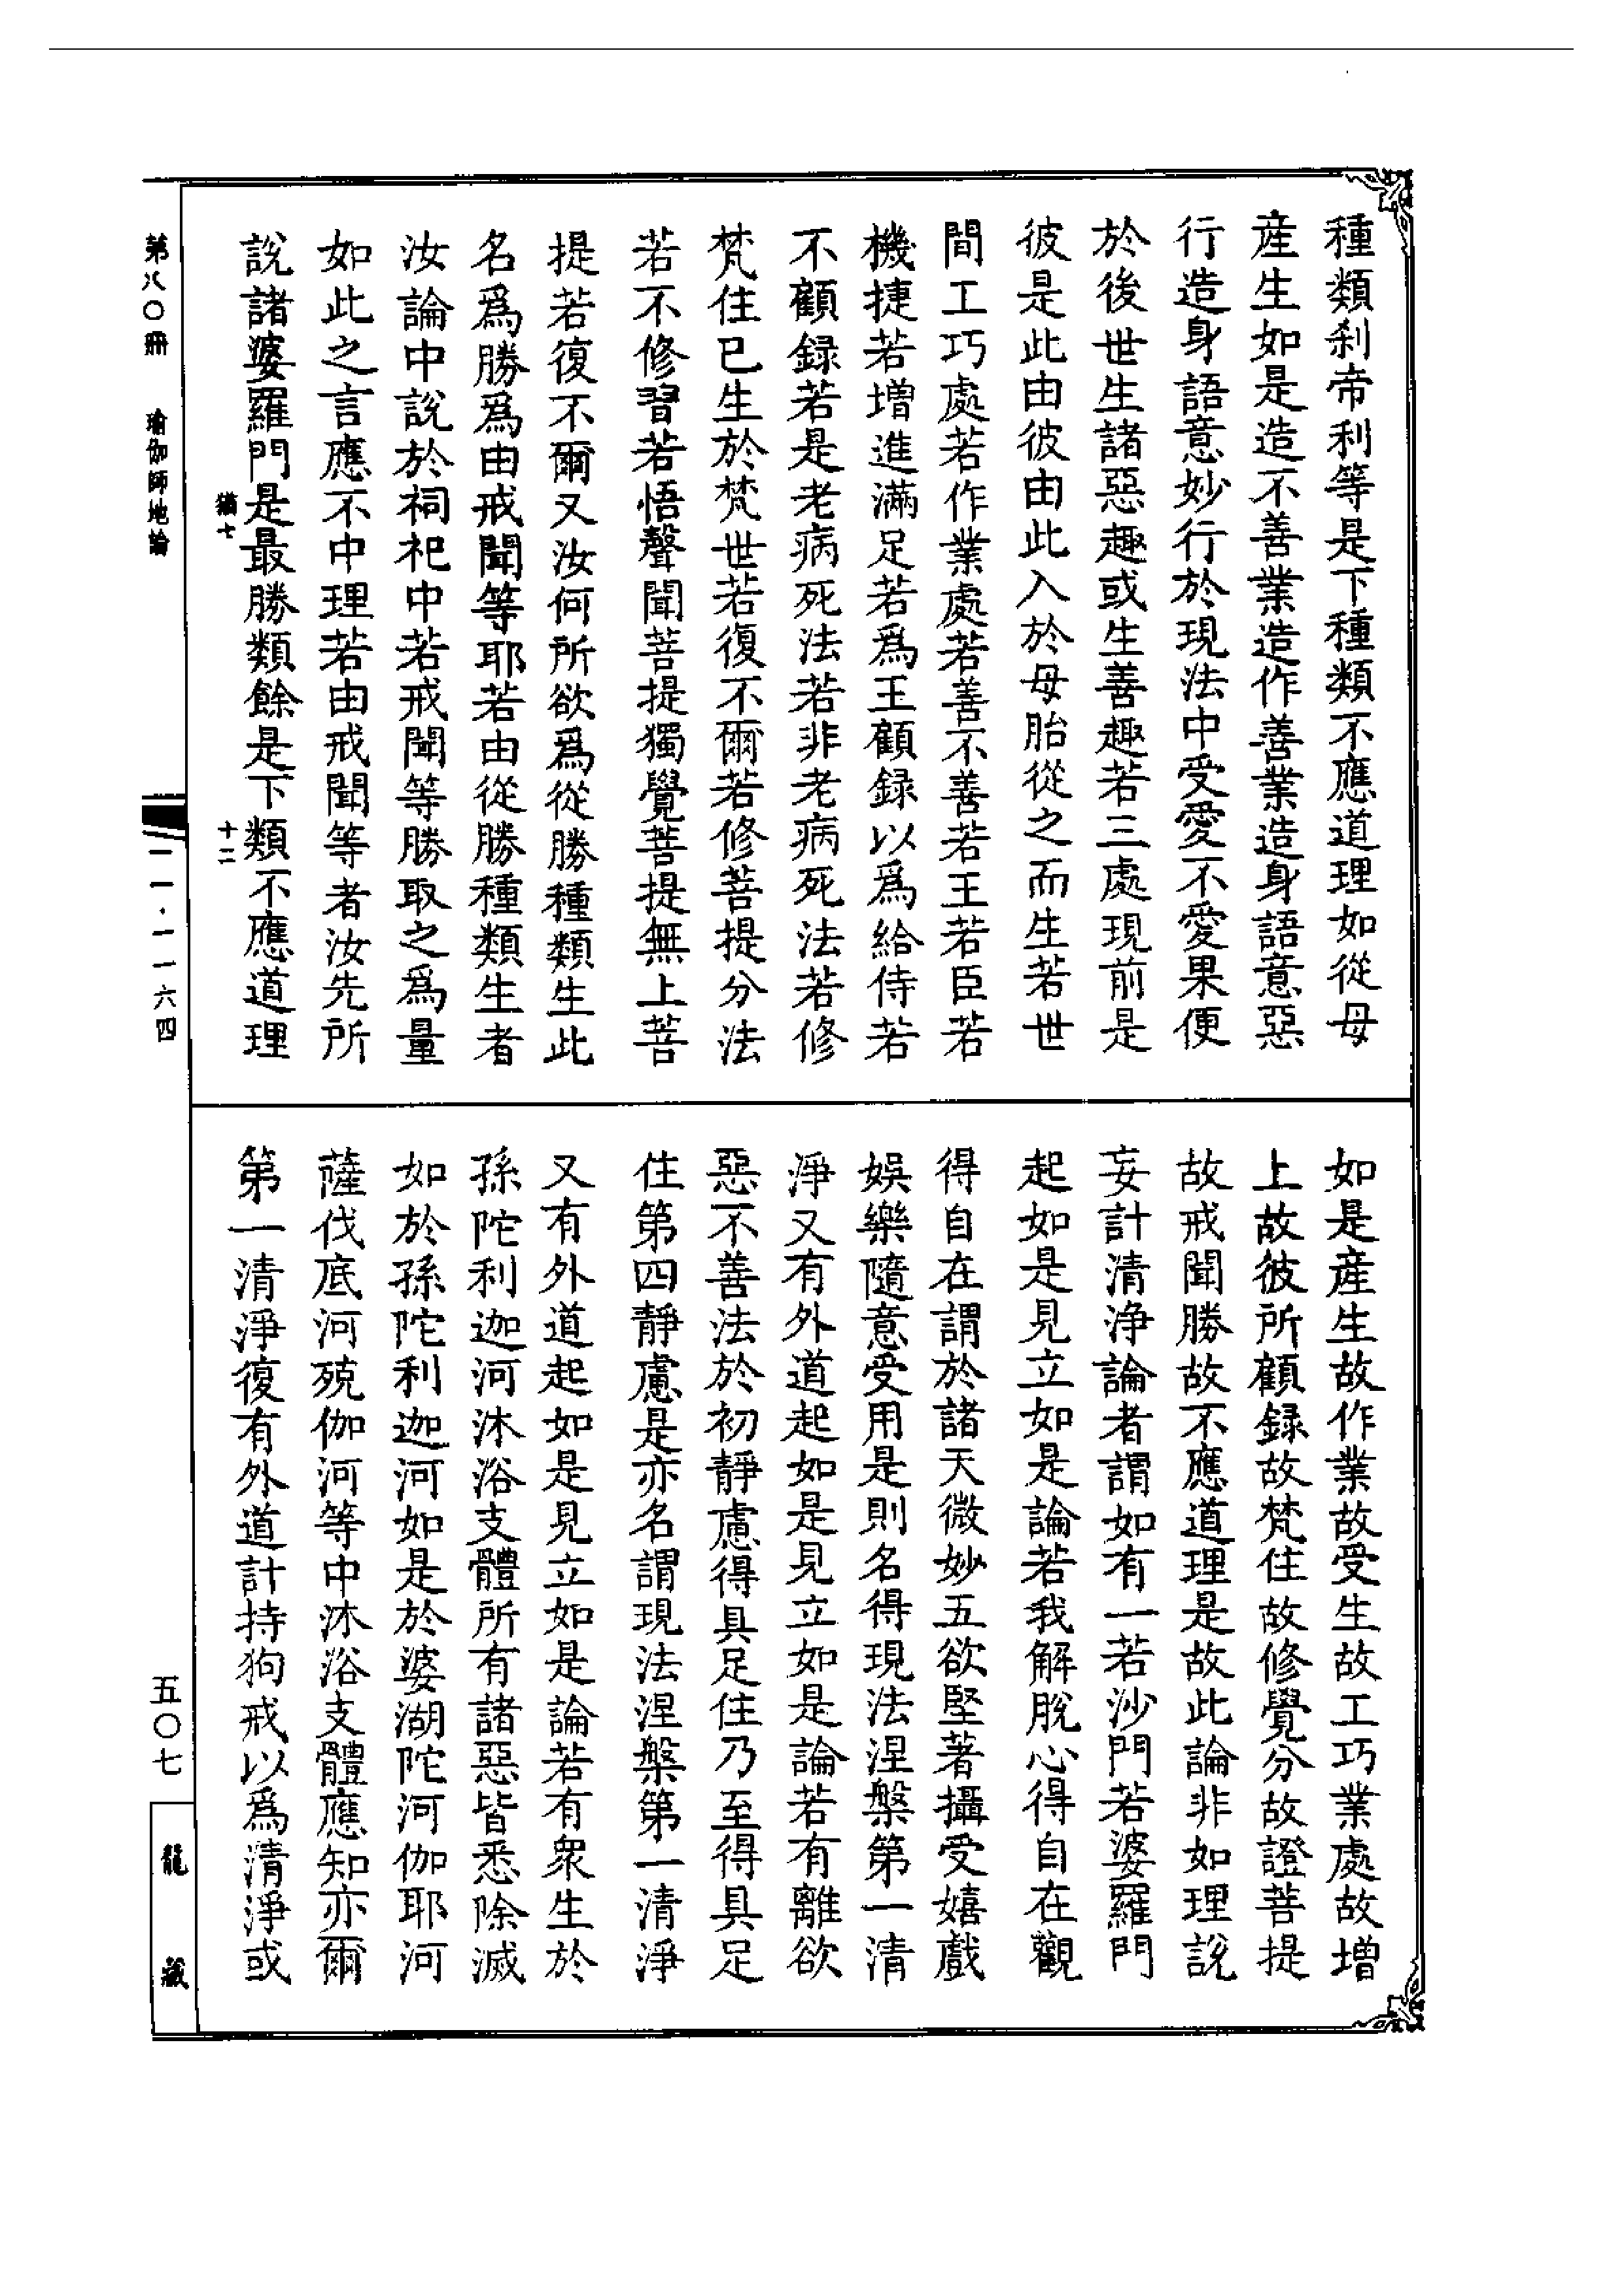 種類刹帝利等是下種類不應道理如從母
産生如是造不善業造作善業造身語意惡
行造身語意妙行於現法中受愛不愛果便
於後世生諸惡趣或生善趣若三處現前是
彼是此由彼由此入於母胎從之而生若世
間工巧處若作業處若善不善若王若臣若
機捷若增進滿足若爲王顧録以爲給侍若
不顧録若是老病死法若非老病死法若修
梵住已生於梵世若復不爾若修菩提分法
若不修習若悟聲聞菩提獨覺菩提無上菩
提若復不爾又汝何所欲爲從勝種類生此
名爲勝爲由戒聞等耶若由從勝種類生者
汝論中說於祠祀中若戒聞等勝取之爲量
如此之言應不中理若由戒聞等者汝先所
說諸婆羅門是最勝類餘是下類不應道理
猶七 十二
如是産生故作業故受生故工巧業處故增
上故彼所顧録故梵住故修覺分故證菩提
故戒聞勝故不應道理是故此論非如理說
妄計清浄論者謂如有一若沙門若婆羅門
起如是見立如是論若我解脫心得自在觀
得自在謂於諸天微妙五欲堅著攝受嬉戲
娛樂隨意受用是則名得現法涅槃第一清
淨又有外道起如是見立如是論若有離欲
惡不善法於初靜慮得具足住乃至得具足
住第四靜慮是亦名謂現法涅槃第一清淨
又有外道起如是見立如是論若有衆生於
孫陀利迦河沐浴支體所有諸惡皆悉除滅
如於孫陀利迦河如是於婆湖陀河伽耶河
薩伐底河殑伽河等中沐浴支體應知亦爾
第一清淨復有外道計持狗戒以爲清淨或
第八〇冊 瑜伽師地論
一一·一一六四
五〇七
龍藏